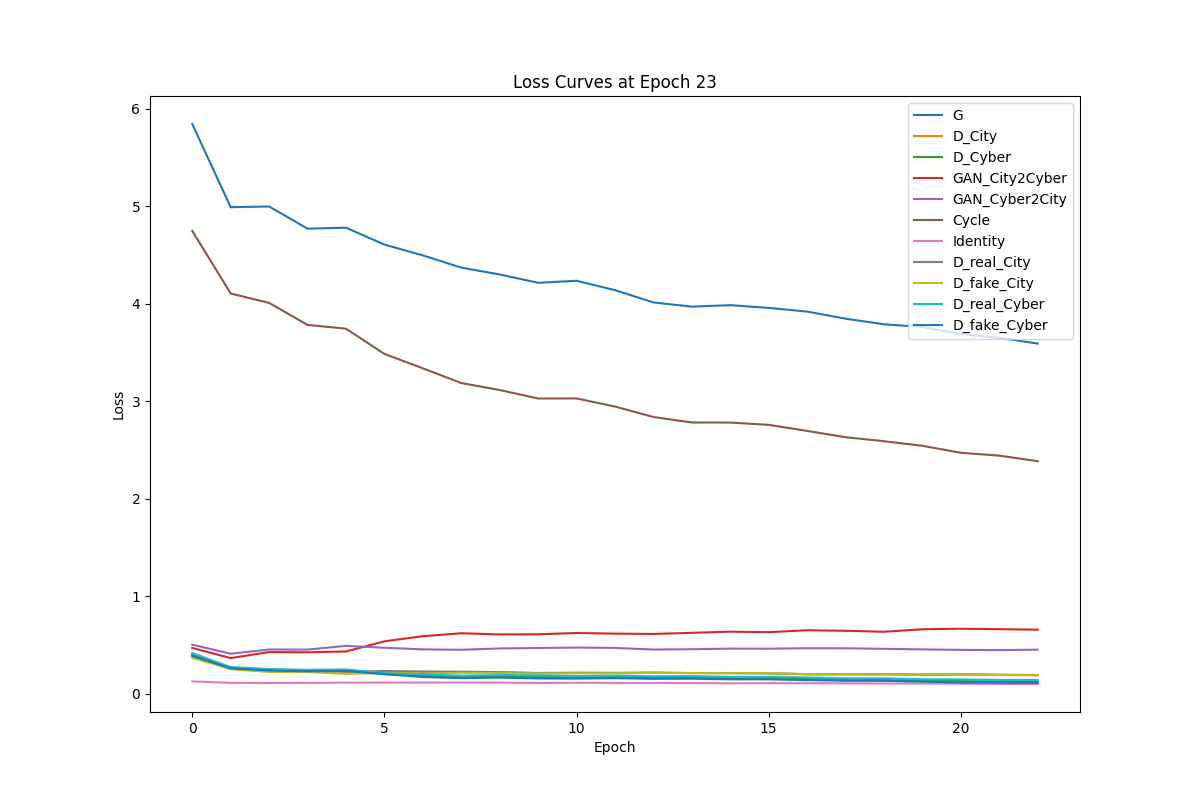 Loss Curves at Epoch 23
6
5
4
3
2
1
0
Loss
G
D_City
D_Cyber
GAN_City2Cyber
GAN_Cyber2City
Cycle
Identity
D_real_City
D_fake_City
D_real_Cyber
D_fake_Cyber
0 5 10 15 20
Epoch